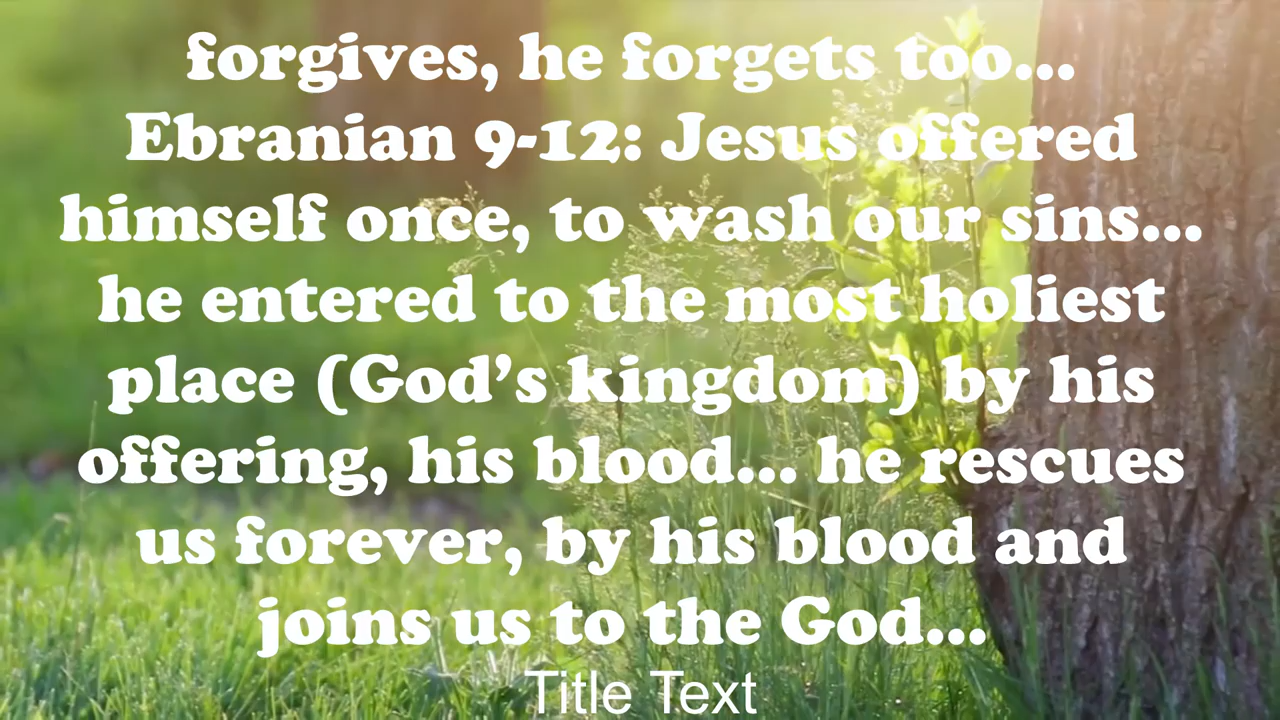 forgives, he forgets too...
Ebranian 9-12: Jesus offered
himself once, to wash our sins...
he entered to the most holiest
place (God’s kingdom) by his
offering, his blood... he rescues
us forever, by his blood and
joins us to the God...
Title Text